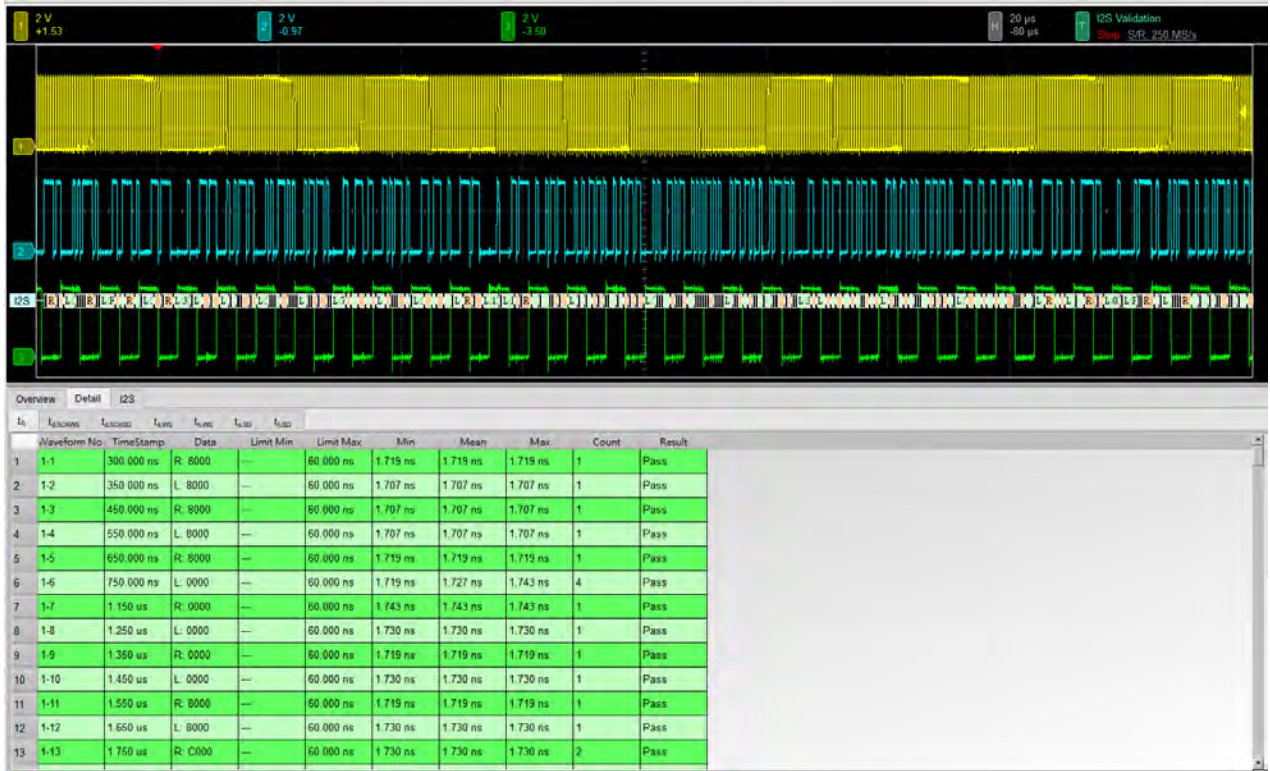 1 2 V +1.53 2 2 V -0.97 3 2 V -3.50 H 20 µs -80 µs T I2S Validation Stop S/R. 250 MS/s
1
2
I2S
3
Overview Detail I2S
Waveform No TimeStamp Data Limit Min Limit Max Min Mean Max Count Result
1 1-1 300.000 ns R: 8000 --- 60.000 ns 1.719 ns 1.719 ns 1.719 ns 1 Pass
2 1-2 350.000 ns L: 8000 --- 60.000 ns 1.707 ns 1.707 ns 1.707 ns 1 Pass
3 1-3 450.000 ns R: 8000 --- 60.000 ns 1.707 ns 1.707 ns 1.707 ns 1 Pass
4 1-4 550.000 ns L: 8000 --- 60.000 ns 1.707 ns 1.707 ns 1.707 ns 1 Pass
5 1-5 650.000 ns R: 8000 --- 60.000 ns 1.719 ns 1.719 ns 1.719 ns 1 Pass
6 1-6 750.000 ns L: 0000 --- 60.000 ns 1.719 ns 1.727 ns 1.743 ns 4 Pass
7 1-7 1.150 us R: 0000 --- 60.000 ns 1.743 ns 1.743 ns 1.743 ns 1 Pass
8 1-8 1.250 us L: 0000 --- 60.000 ns 1.730 ns 1.730 ns 1.730 ns 1 Pass
9 1-9 1.350 us R: 0000 --- 60.000 ns 1.719 ns 1.719 ns 1.719 ns 1 Pass
10 1-10 1.450 us L: 0000 --- 60.000 ns 1.730 ns 1.730 ns 1.730 ns 1 Pass
11 1-11 1.550 us R: 8000 --- 60.000 ns 1.719 ns 1.719 ns 1.719 ns 1 Pass
12 1-12 1.650 us L: 8000 --- 60.000 ns 1.730 ns 1.730 ns 1.730 ns 1 Pass
13 1-13 1.750 us R: C000 --- 60.000 ns 1.730 ns 1.730 ns 1.730 ns 2 Pass